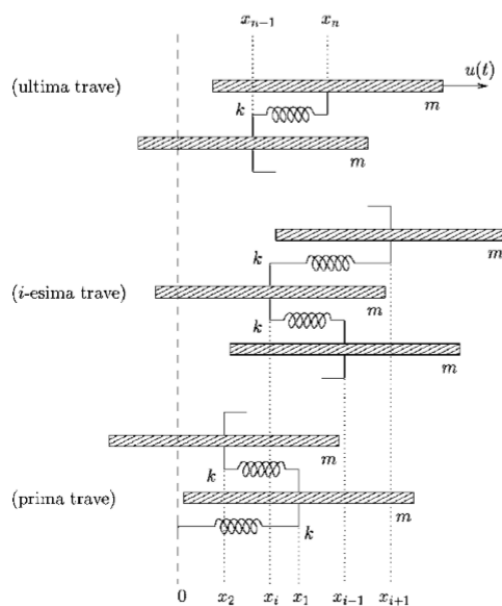 x_{n-1} x_n
u(t)
(ultima trave)
k m
m
k m
(i-esima trave)
m
k
m
m
k
(prima trave)
m
k
0 x_2 x_i x_1 x_{i-1} x_{i+1}